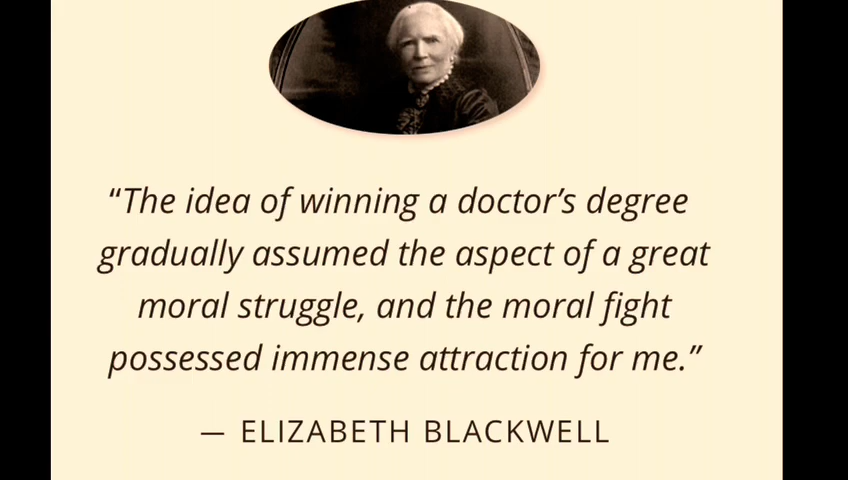 “The idea of winning a doctor’s degree
gradually assumed the aspect of a great
moral struggle, and the moral fight
possessed immense attraction for me.”
— ELIZABETH BLACKWELL